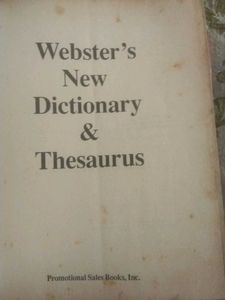 Webster's
New
Dictionary
&
Thesaurus
Promotional Sales Books, Inc.